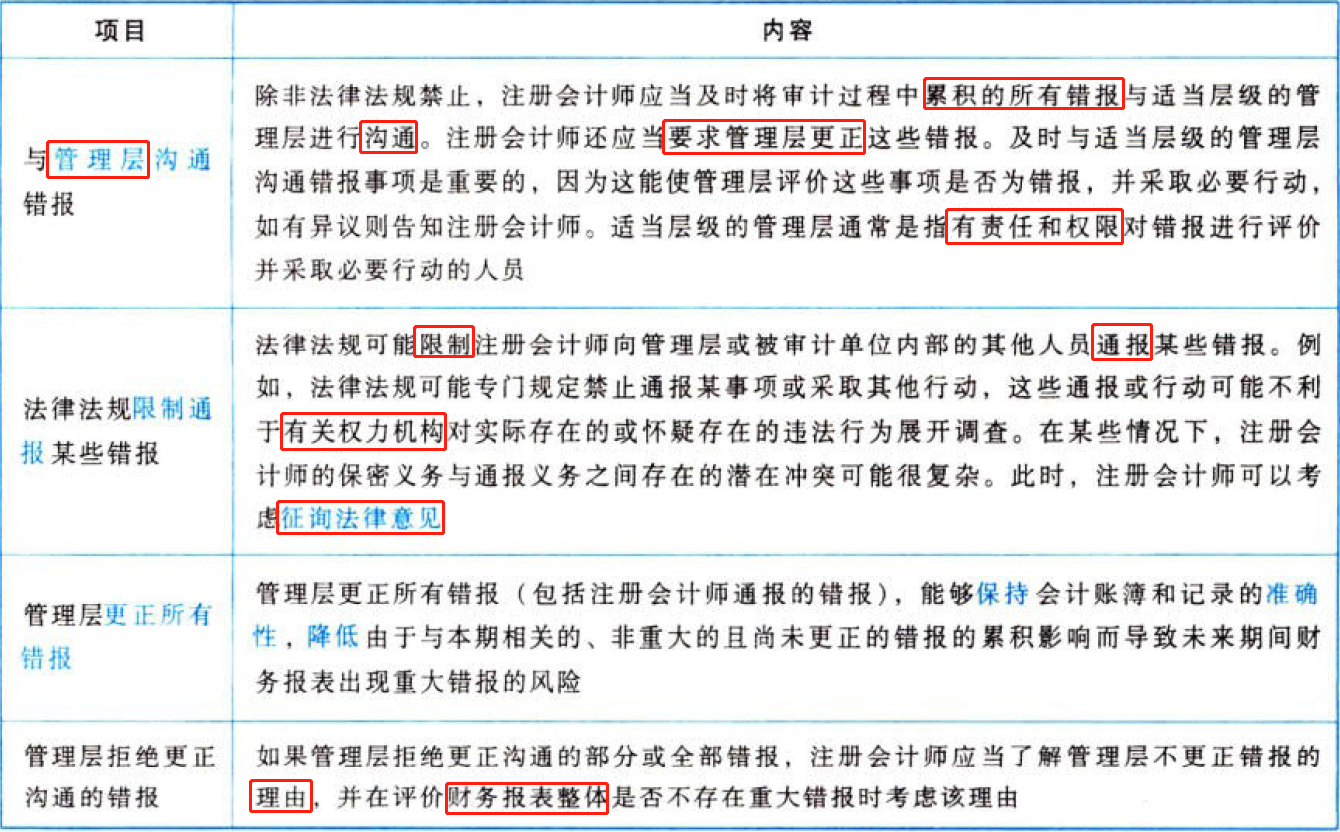 项目
内容
与管理层沟通
错报
除非法律法规禁止，注册会计师应当及时将审计过程中累积的所有错报与适当层级的管
理层进行沟通。注册会计师还应当要求管理层更正这些错报。及时与适当层级的管理层
沟通错报事项是重要的，因为这能使管理层评价这些事项是否为错报，并采取必要行动，
如有异议则告知注册会计师。适当层级的管理层通常是指有责任和权限对错报进行评价
并采取必要行动的人员
法律法规限制通
报某些错报
法律法规可能限制注册会计师向管理层或被审计单位内部的其他人员通报某些错报。例
如，法律法规可能专门规定禁止通报某事项或采取其他行动，这些通报或行动可能不利
于有关权力机构对实际存在的或怀疑存在的违法行为展开调查。在某些情况下，注册会
计师的保密义务与通报义务之间存在的潜在冲突可能很复杂。此时，注册会计师可以考
虑征询法律意见
管理层更正所有
错报
管理层更正所有错报（包括注册会计师通报的错报），能够保持会计账簿和记录的准确
性，降低由于与本期相关的、非重大的且尚未更正的错报的累积影响而导致未来期间财
务报表出现重大错报的风险
管理层拒绝更正
沟通的错报
如果管理层拒绝更正沟通的部分或全部错报，注册会计师应当了解管理层不更正错报的
理由，并在评价财务报表整体是否不存在重大错报时考虑该理由